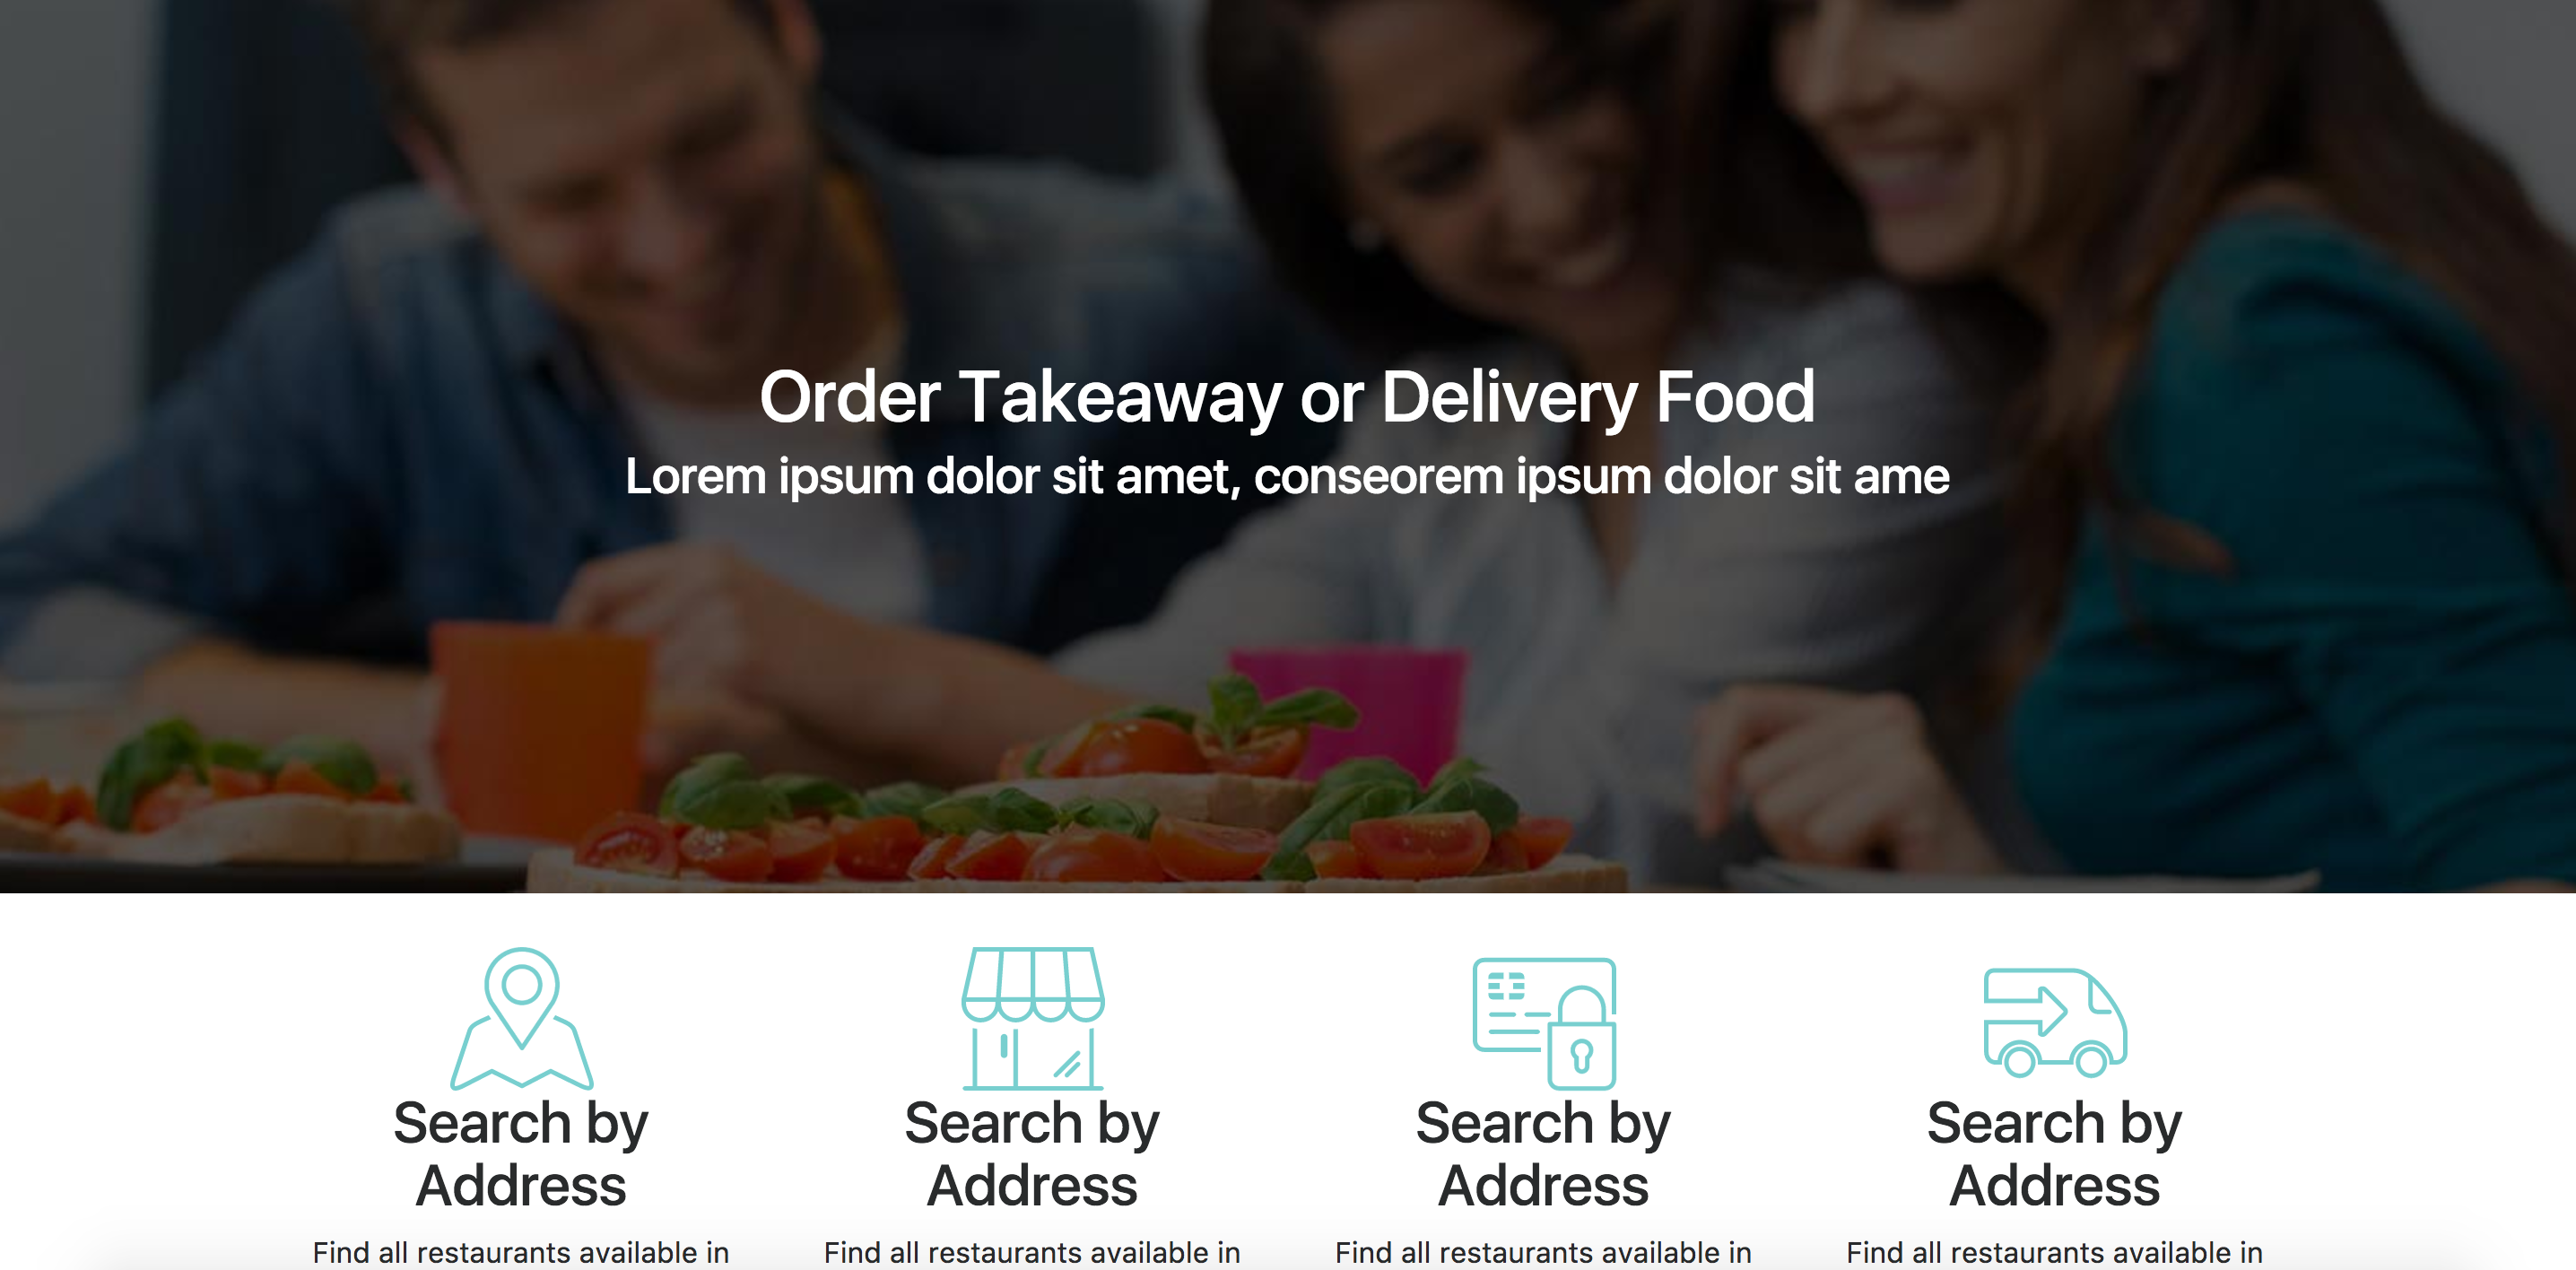 Order Takeaway or Delivery Food
Lorem ipsum dolor sit amet, conseorem ipsum dolor sit ame
Search by
Address
Find all restaurants available in
Search by
Address
Find all restaurants available in
Search by
Address
Find all restaurants available in
Search by
Address
Find all restaurants available in